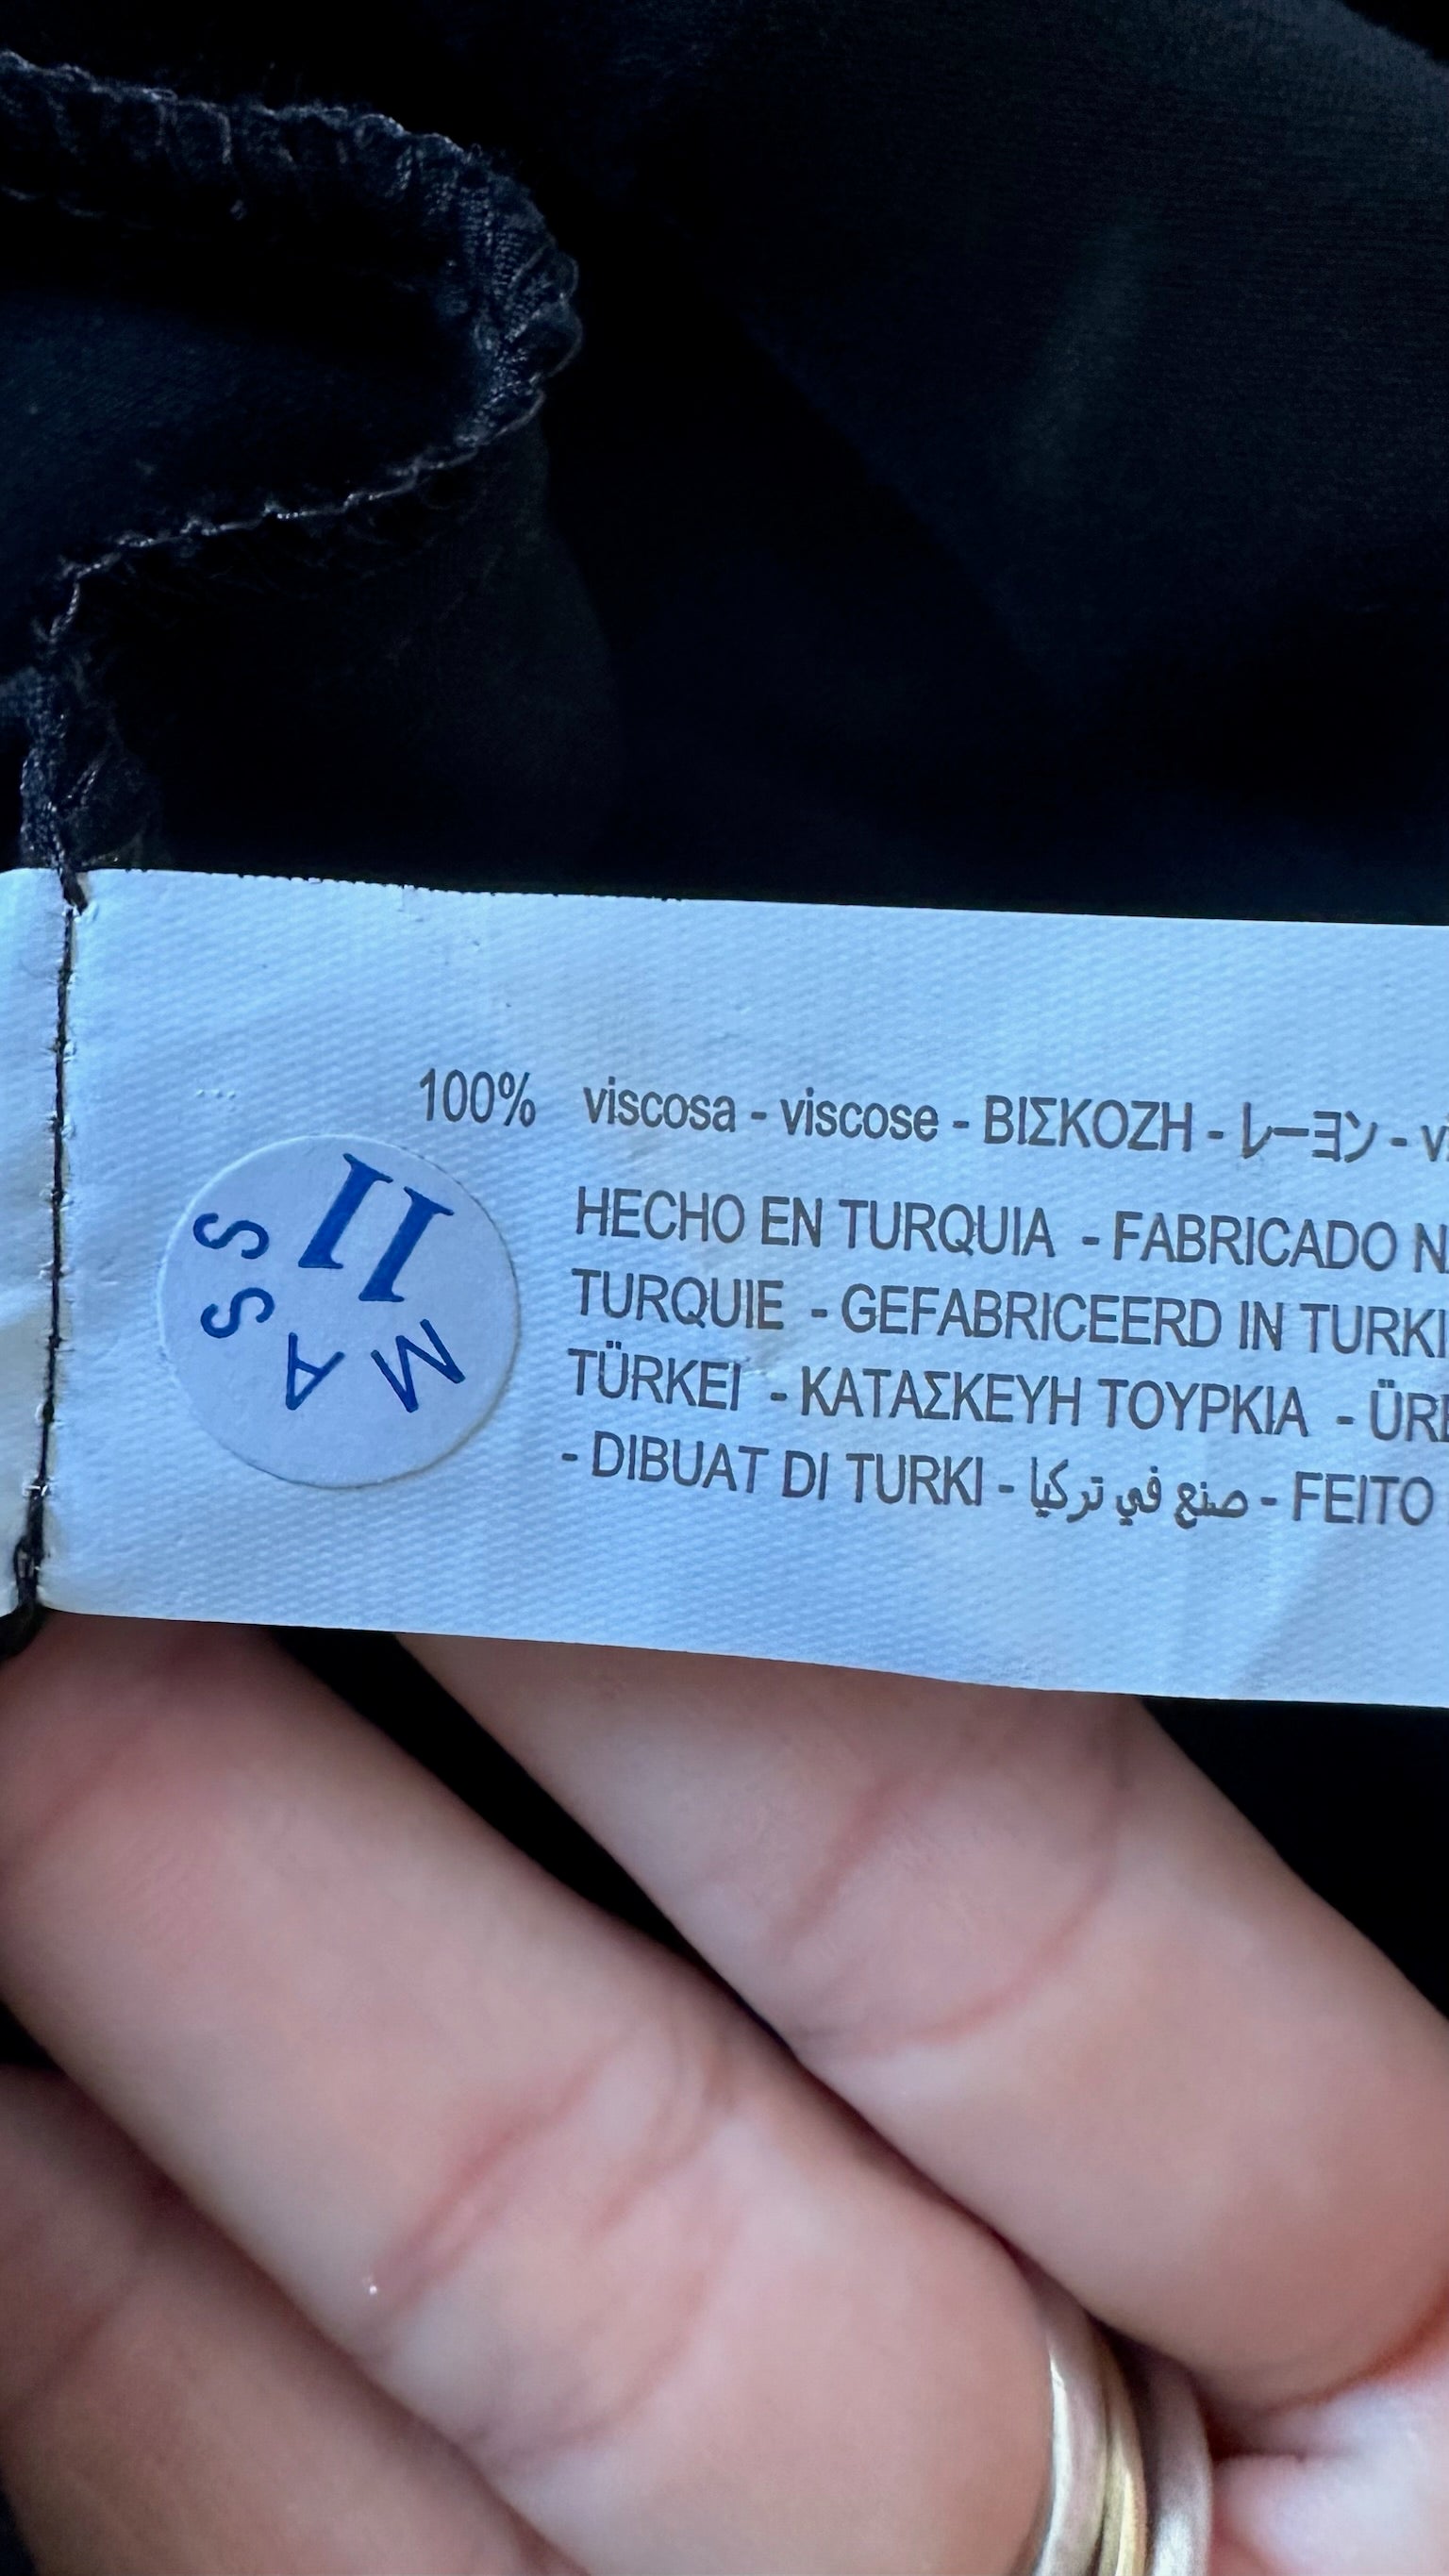 100% viscosa - viscose - ΒΙΣΚΟΖΗ - レーヨン -
HECHO EN TURQUIA - FABRICADO
TURQUIE - GEFABRICEERD IN
TÜRKEI - ΚΑΤΑΣΚΕΥΗ ΤΟΥΡΚΙΑ -
- DIBUAT DI TURKI - صنع في تركيا - FEITO
11
MASS